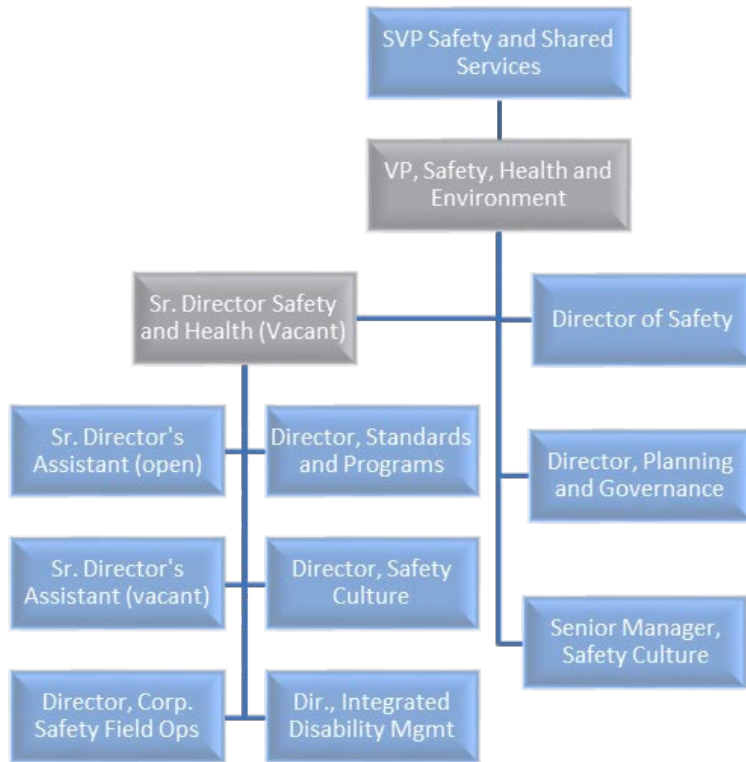 SVP Safety and Shared
Services
VP, Safety, Health and
Environment
Sr. Director Safety
and Health (Vacant)
Director of Safety
Sr. Director's
Assistant (open)
Director, Standards
and Programs
Director, Planning
and Governance
Sr. Director's
Assistant (vacant)
Director, Safety
Culture
Senior Manager,
Safety Culture
Director, Corp.
Safety Field Ops
Dir., Integrated
Disability Mgmt